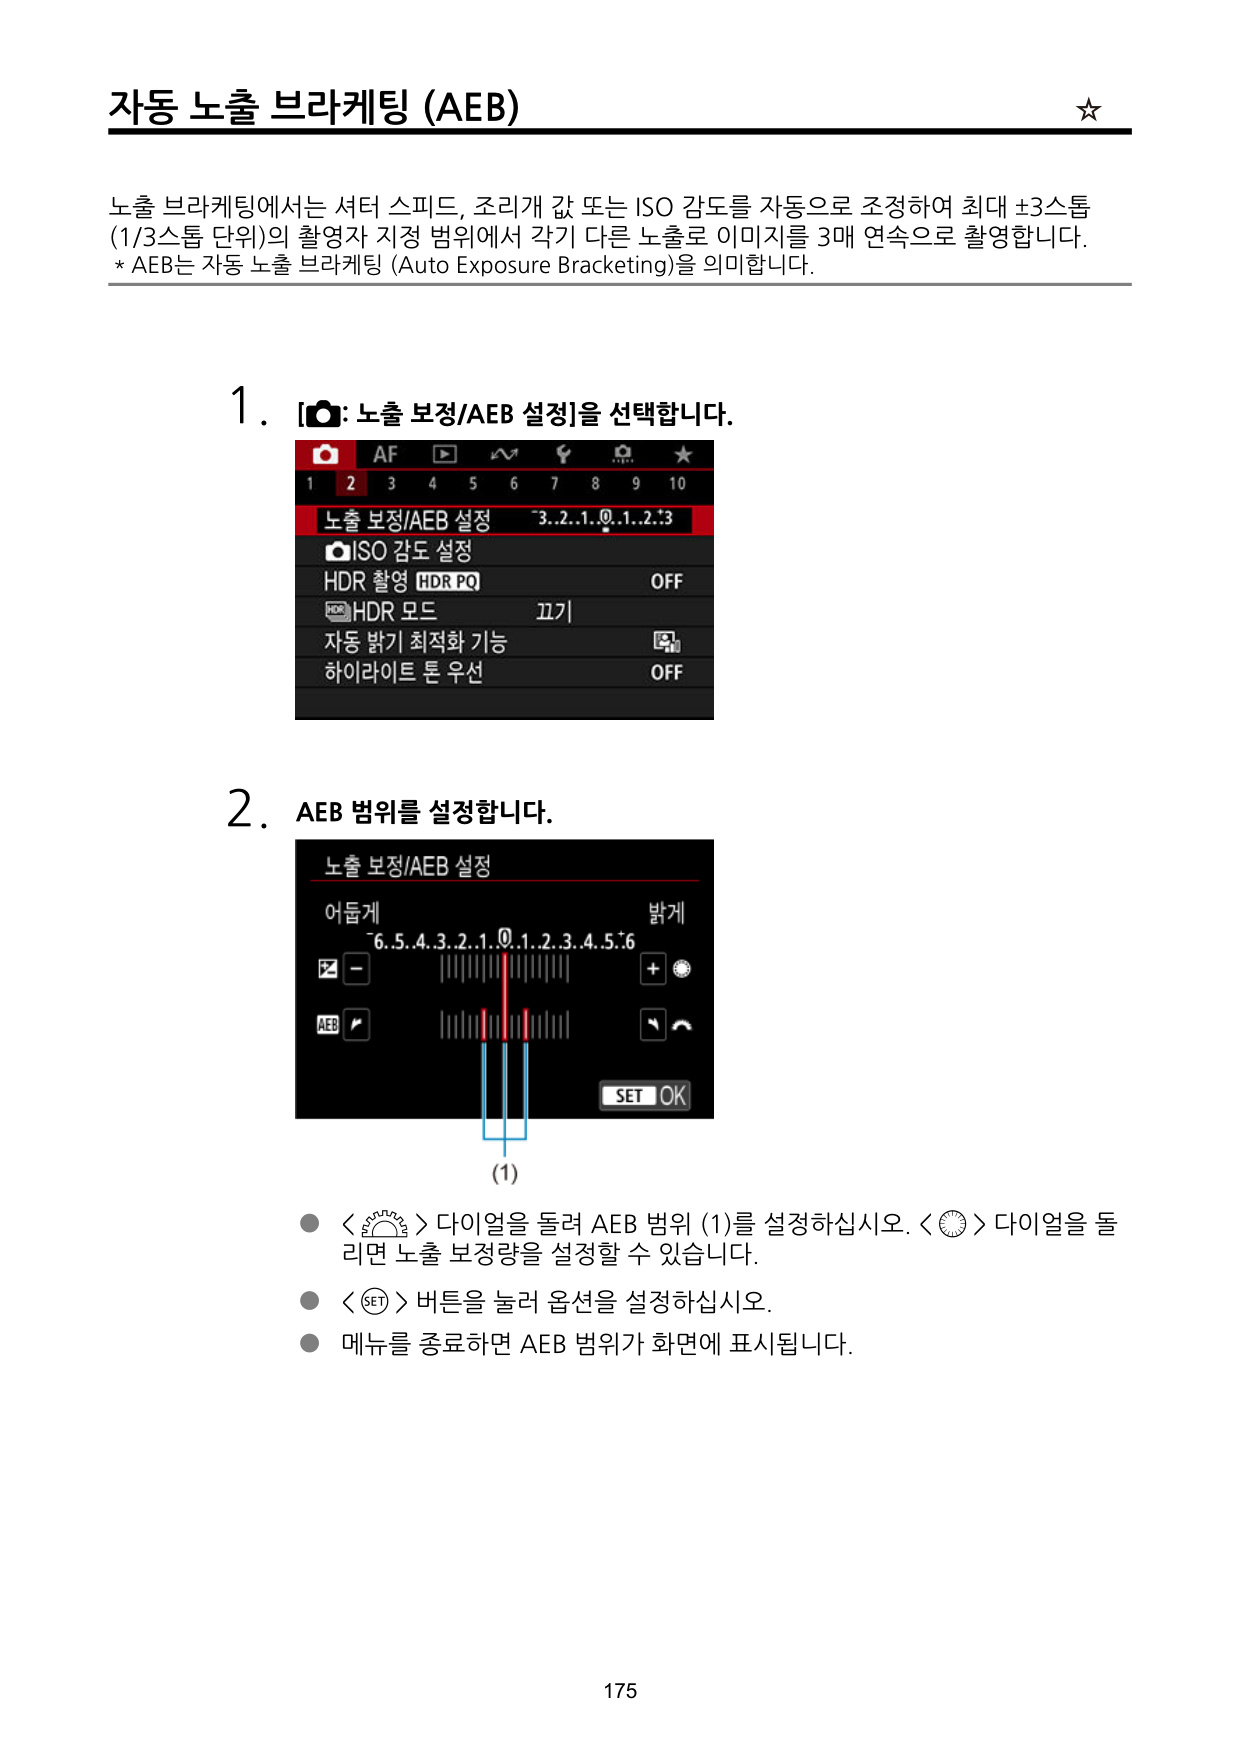 자동 노출 브라케팅 (AEB) ☆
노출 브라케팅에서는 셔터 스피드, 조리개 값 또는 ISO 감도를 자동으로 조정하여 최대 ±3스톱
(1/3스톱 단위)의 촬영자 지정 범위에서 각기 다른 노출로 이미지를 3매 연속으로 촬영합니다.
* AEB는 자동 노출 브라케팅 (Auto Exposure Bracketing)을 의미합니다.
1. [: 노출 보정/AEB 설정]을 선택합니다.
AF
1 2 3 4 5 6 7 8 9 10
노출 보정/AEB 설정 -3..2..1..0..1..2.:+3
ISO 감도 설정
HDR 촬영 HDR PQ OFF
HDR HDR 모드 끄기
자동 밝기 최적화 기능
하이라이트 톤 우선 OFF
2. AEB 범위를 설정합니다.
노출 보정/AEB 설정
어둡게 밝게
-6..5..4..3..2..1..0..1..2..3..4..5.:+6
− +
AEB
SET OK
(1)
● < > 다이얼을 돌려 AEB 범위 (1)를 설정하십시오. < > 다이얼을 돌
리면 노출 보정량을 설정할 수 있습니다.
● < SET > 버튼을 눌러 옵션을 설정하십시오.
● 메뉴를 종료하면 AEB 범위가 화면에 표시됩니다.
175